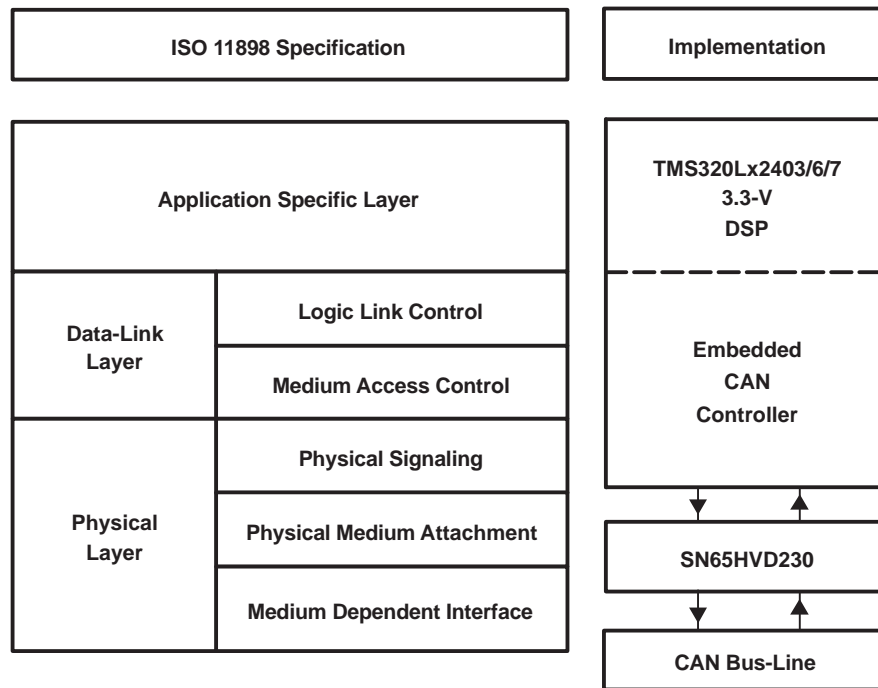 ISO 11898 Specification
Implementation
Application Specific Layer
Data-Link
Layer
Logic Link Control
Medium Access Control
Physical
Layer
Physical Signaling
Physical Medium Attachment
Medium Dependent Interface
TMS320Lx2403/6/7
3.3-V
DSP
Embedded
CAN
Controller
SN65HVD230
CAN Bus-Line